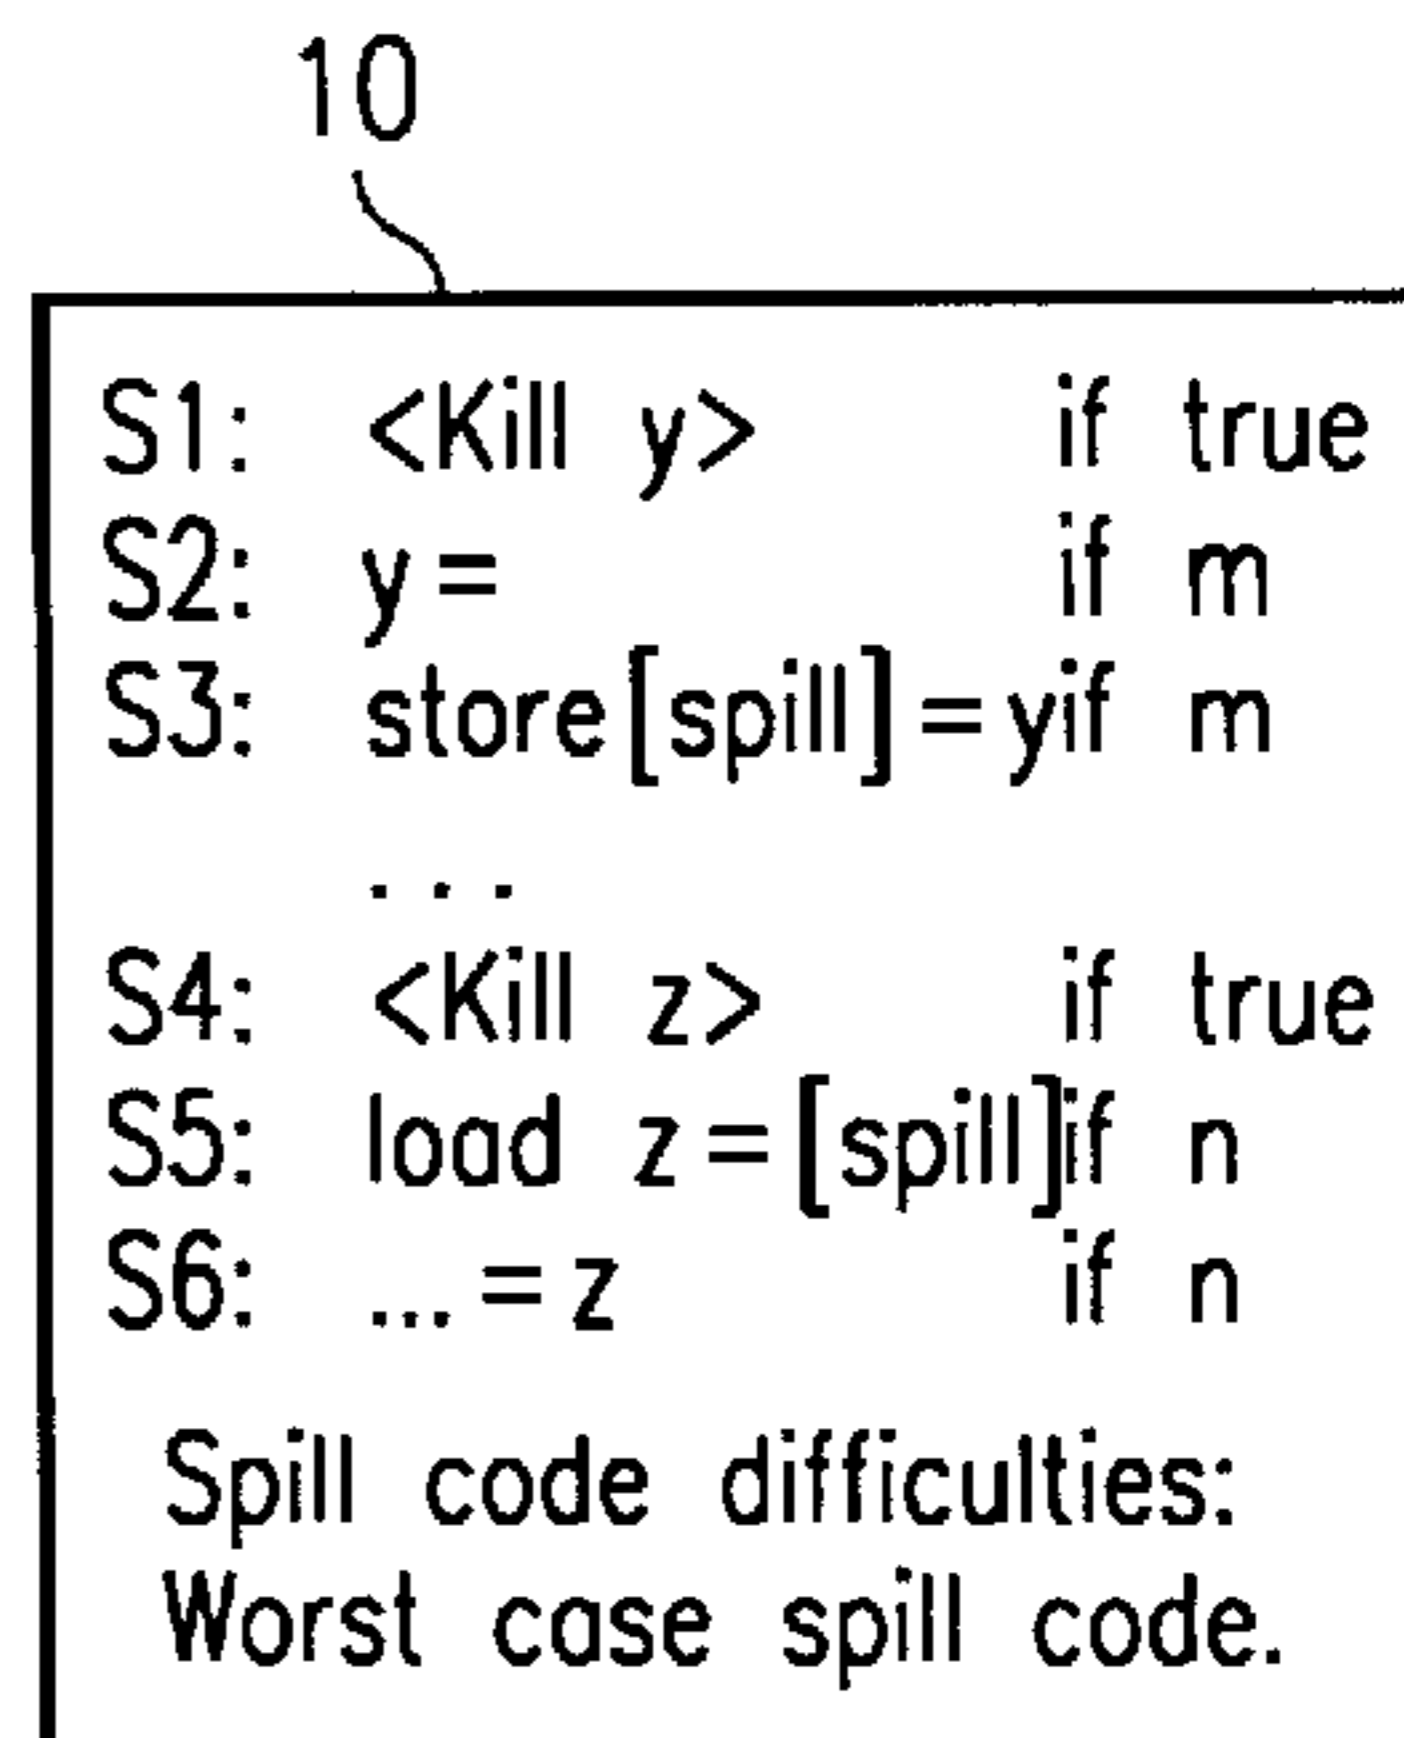 10
S1: <Kill y> if true
S2: y= if m
S3: store[spill]=yif m
...
S4: <Kill z> if true
S5: load z=[spill]if n
S6: ...=z if n
Spill code difficulties:
Worst case spill code.